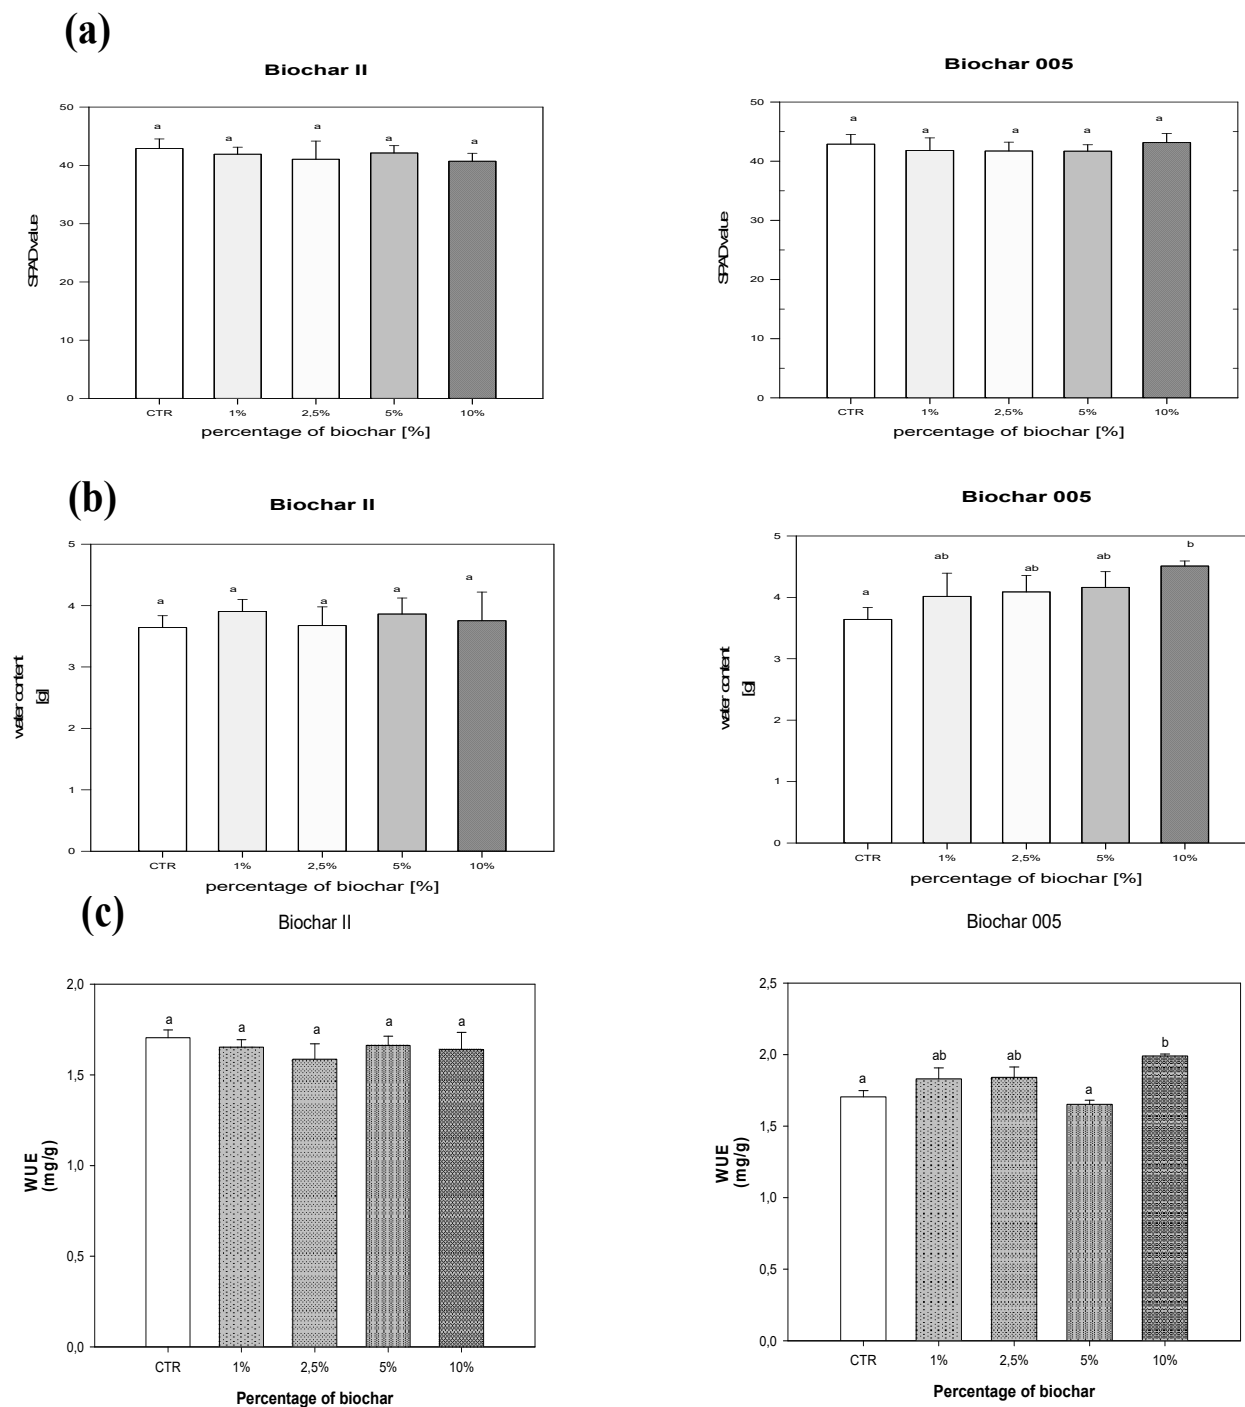 (a)
Biochar II
50
40
30
20
10
0
SPAD value
a a a a a
CTR 1% 2,5% 5% 10%
percentage of biochar [%]
Biochar 005
50
40
30
20
10
0
SPAD value
a a a a a
CTR 1% 2,5% 5% 10%
percentage of biochar [%]
(b)
Biochar II
5
4
3
2
1
0
water content
[g]
a a a a a
CTR 1% 2,5% 5% 10%
percentage of biochar [%]
Biochar 005
5
4
3
2
1
0
water content
[g]
a ab ab ab b
CTR 1% 2,5% 5% 10%
percentage of biochar [%]
(c)
Biochar II
2,0
1,5
1,0
0,5
0,0
WUE
(mg/g)
a a a a a
CTR 1% 2,5% 5% 10%
Percentage of biochar
Biochar 005
2,5
2,0
1,5
1,0
0,5
0,0
WUE
(mg/g)
a ab ab a b
CTR 1% 2,5% 5% 10%
Percentage of biochar